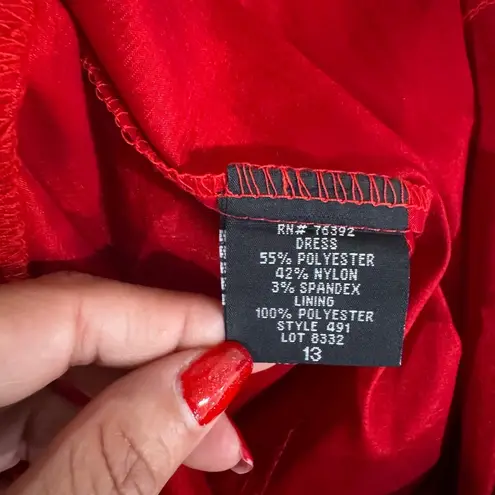 RN# 76392
DRESS
55% POLYESTER
42% NYLON
3% SPANDEX
LINING
100% POLYESTER
STYLE 491
LOT 8332
13